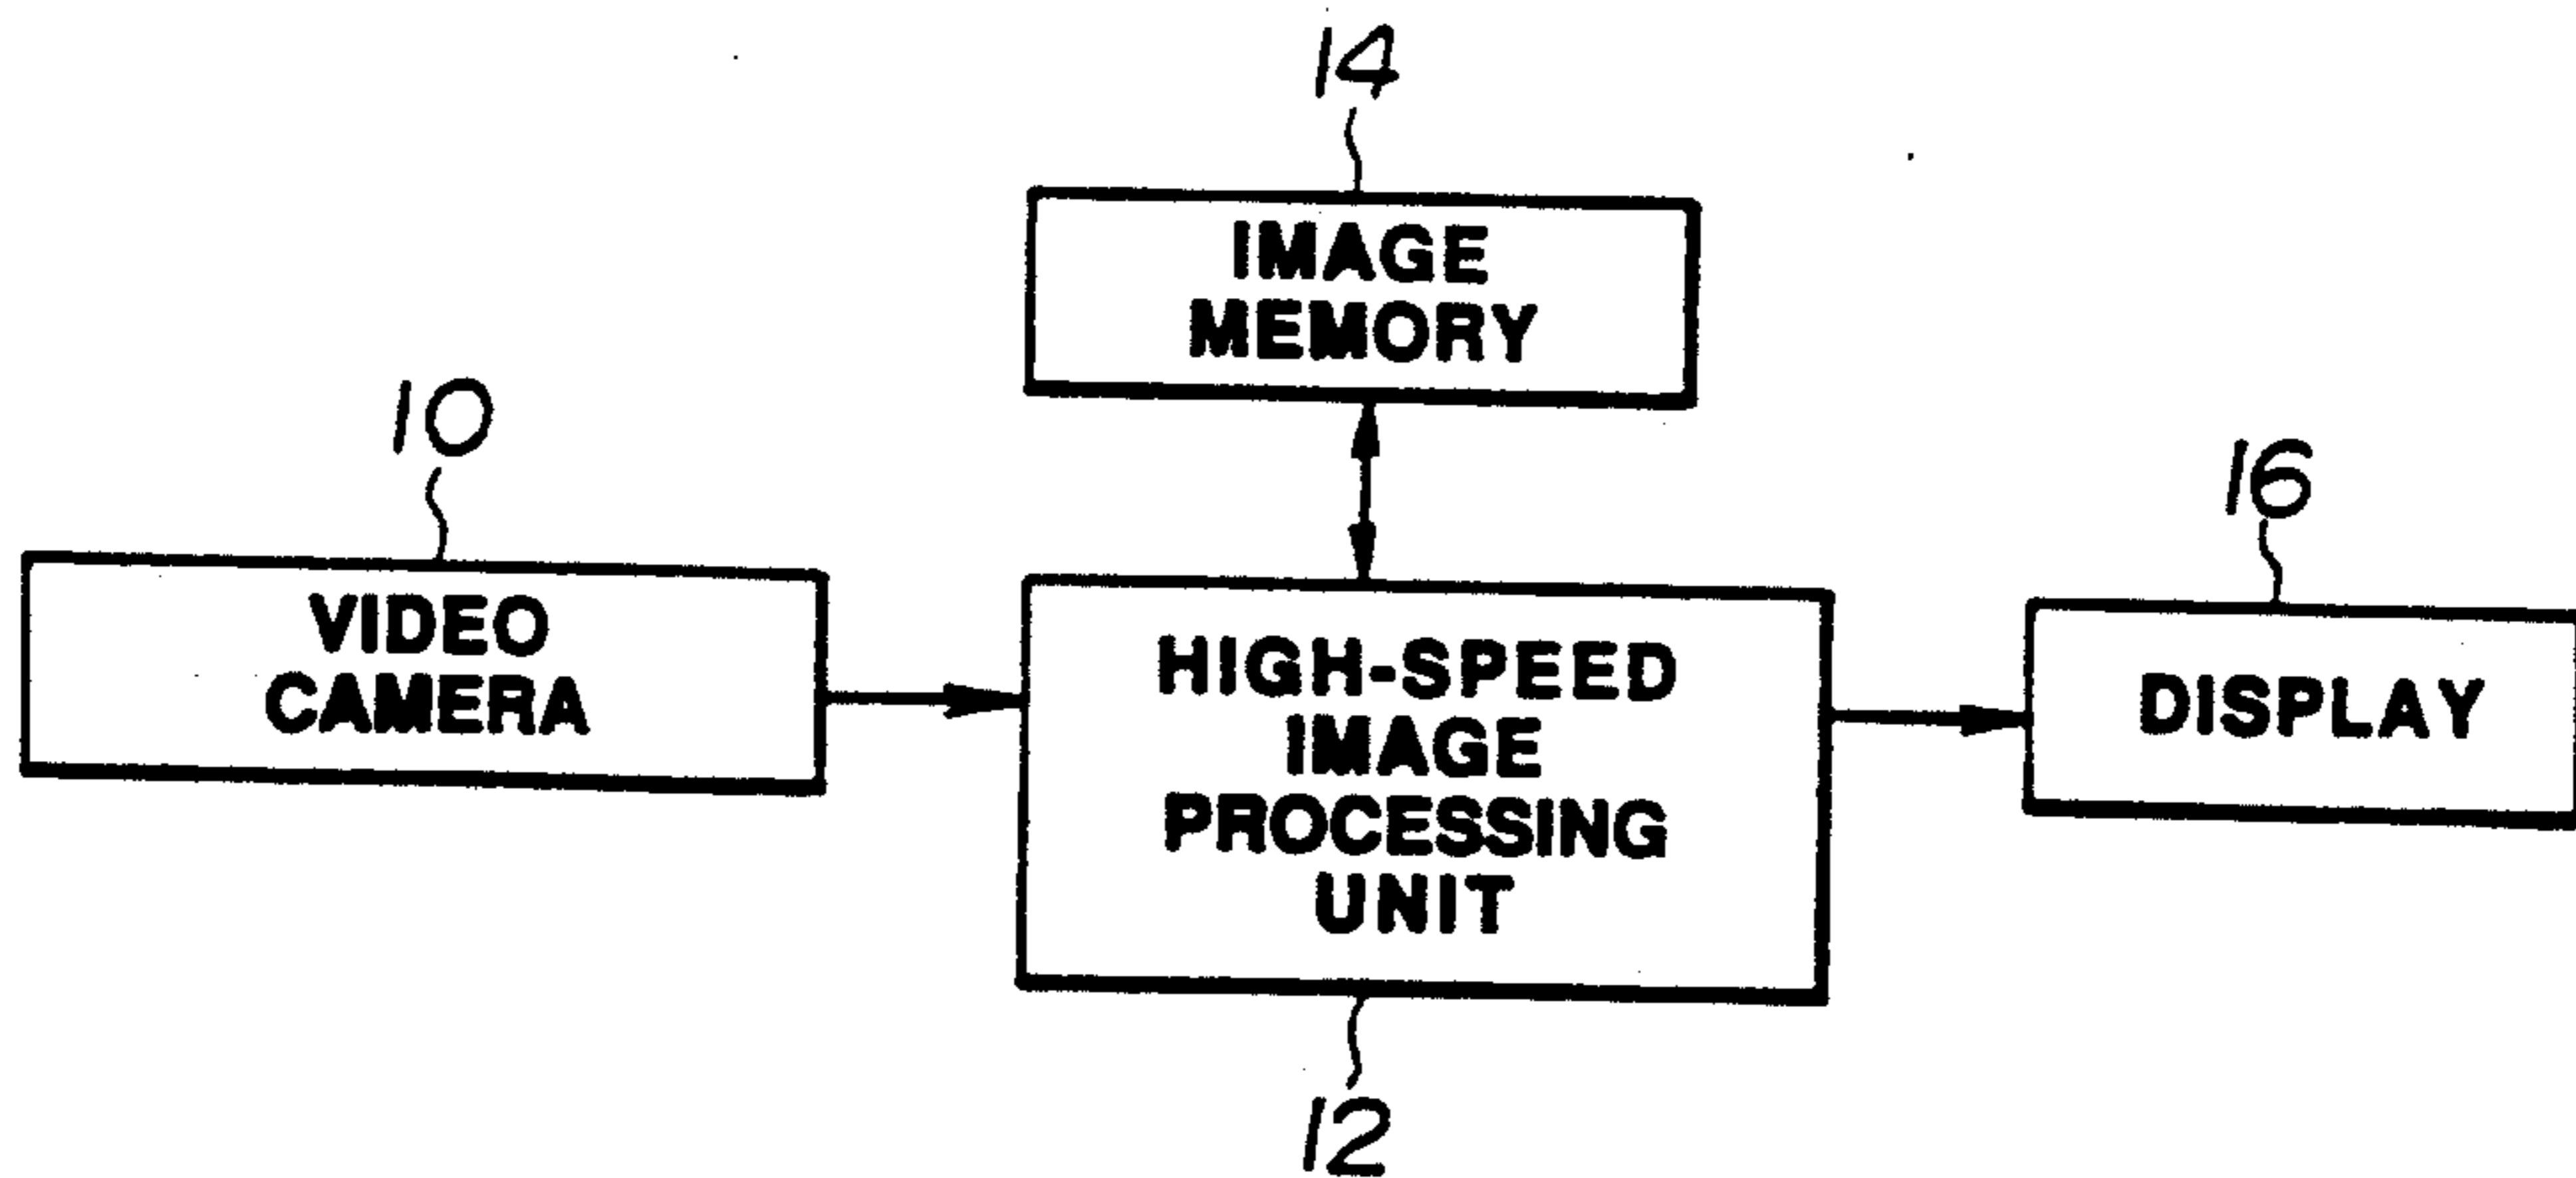 14
IMAGE
MEMORY
10
VIDEO
CAMERA
16
HIGH-SPEED
IMAGE
PROCESSING
UNIT
DISPLAY
12